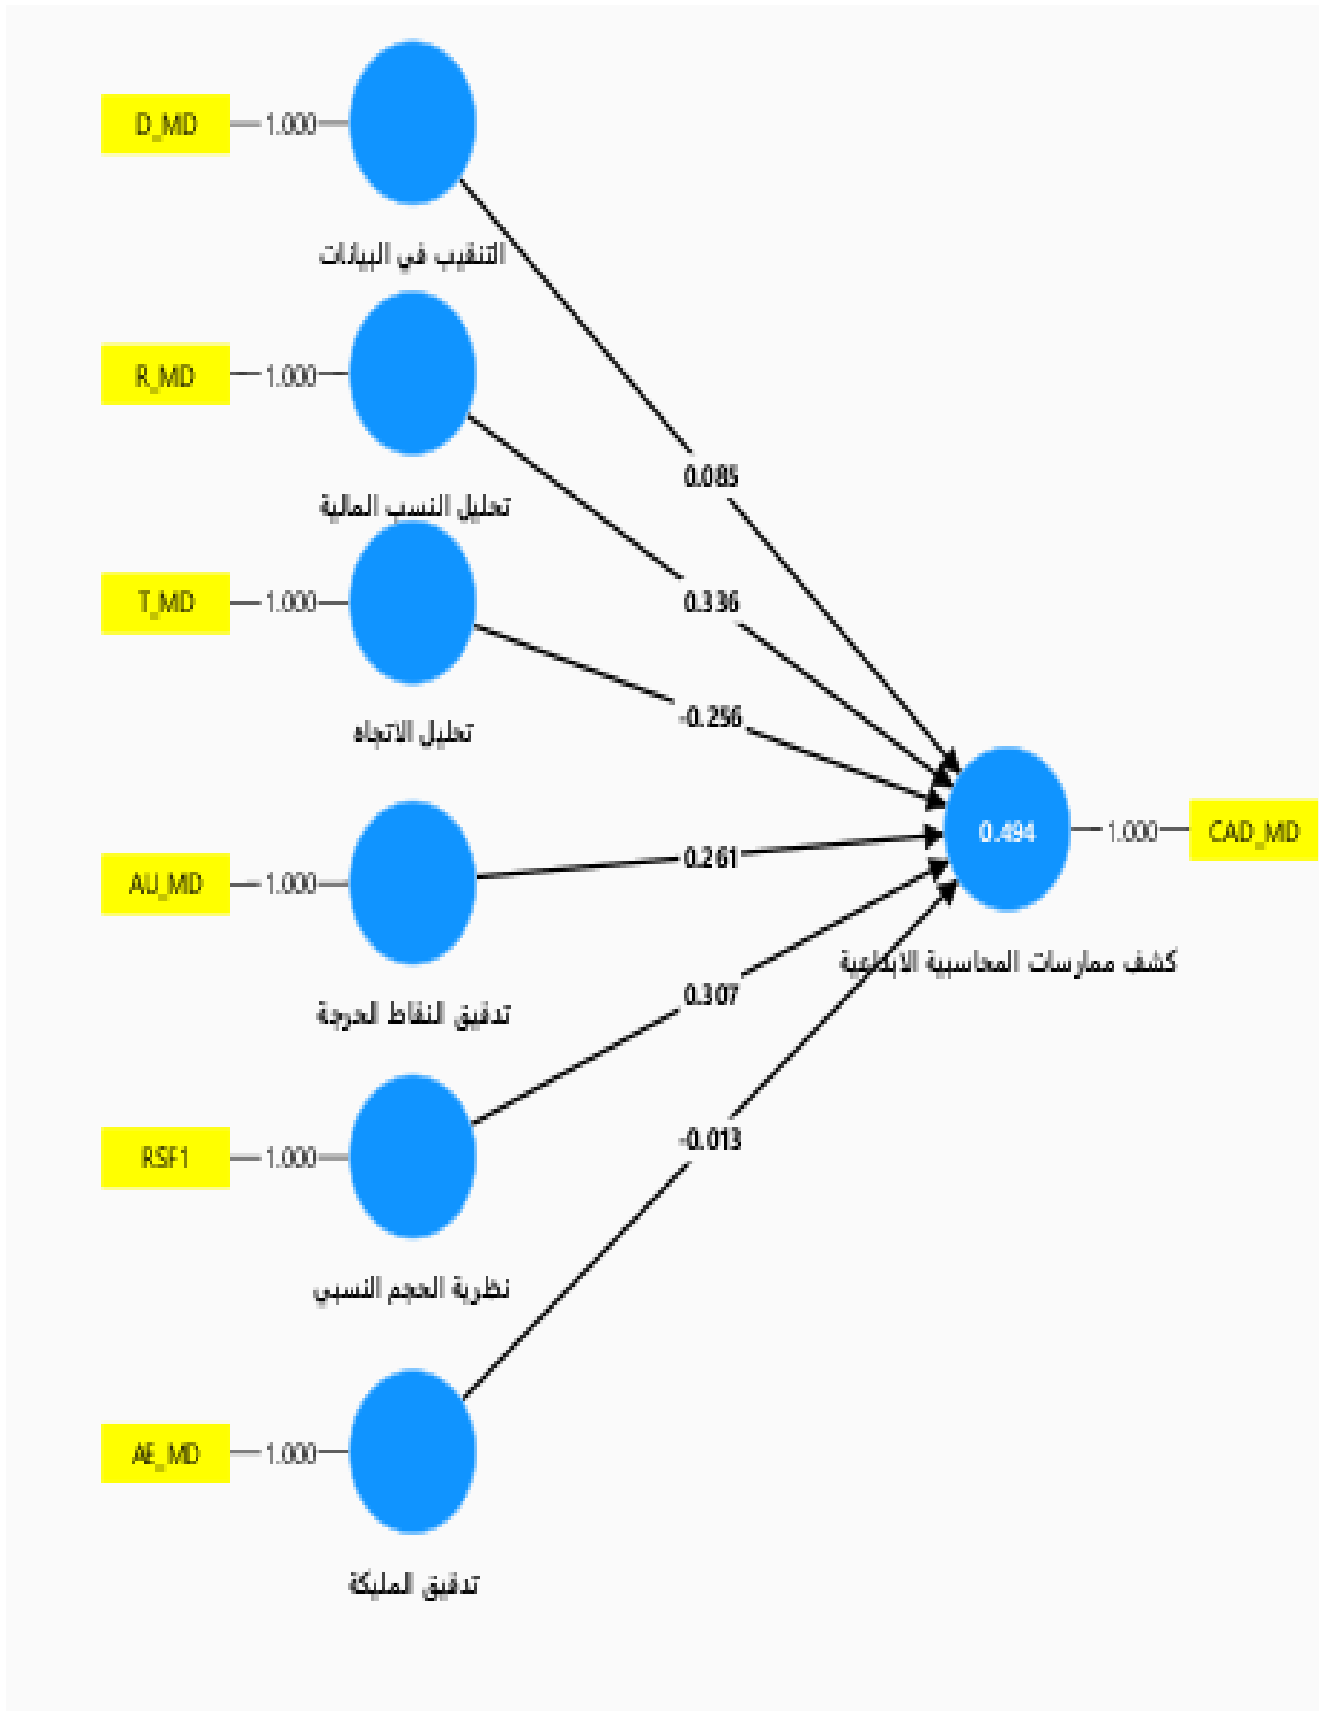 D_MD
1.000
التنقيب في البيانات
R_MD
1.000
تحليل النسب المالية
T_MD
1.000
تحليل الاتجاه
AU_MD
1.000
تدقيق النقاط الحرجة
RSF1
1.000
نظرية الحجم النسبي
AE_MD
1.000
تدقيق المليكة
0.085
0.336
-0.256
0.261
0.307
-0.013
0.494
1.000
CAD_MD
كشف ممارسات المحاسبية الابداعية